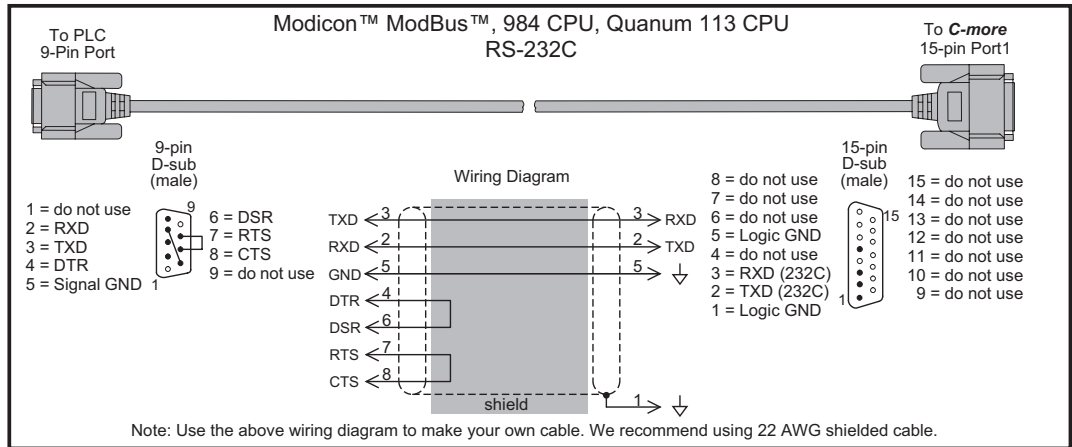 Modicon™ ModBus™, 984 CPU, Quanum 113 CPU
RS-232C
To PLC
9-Pin Port
To C-more
15-pin Port1
9-pin
D-sub
(male)
1 = do not use
2 = RXD
3 = TXD
4 = DTR
5 = Signal GND
9
1
6 = DSR
7 = RTS
8 = CTS
9 = do not use
Wiring Diagram
TXD 3 3 RXD
RXD 2 2 TXD
GND 5 5
DTR 4
DSR 6
RTS 7
CTS 8
shield
1
8 = do not use
7 = do not use
6 = do not use
5 = Logic GND
4 = do not use
3 = RXD (232C)
2 = TXD (232C)
1 = Logic GND
15-pin
D-sub
(male)
15
1
15 = do not use
14 = do not use
13 = do not use
12 = do not use
11 = do not use
10 = do not use
9 = do not use
Note: Use the above wiring diagram to make your own cable. We recommend using 22 AWG shielded cable.